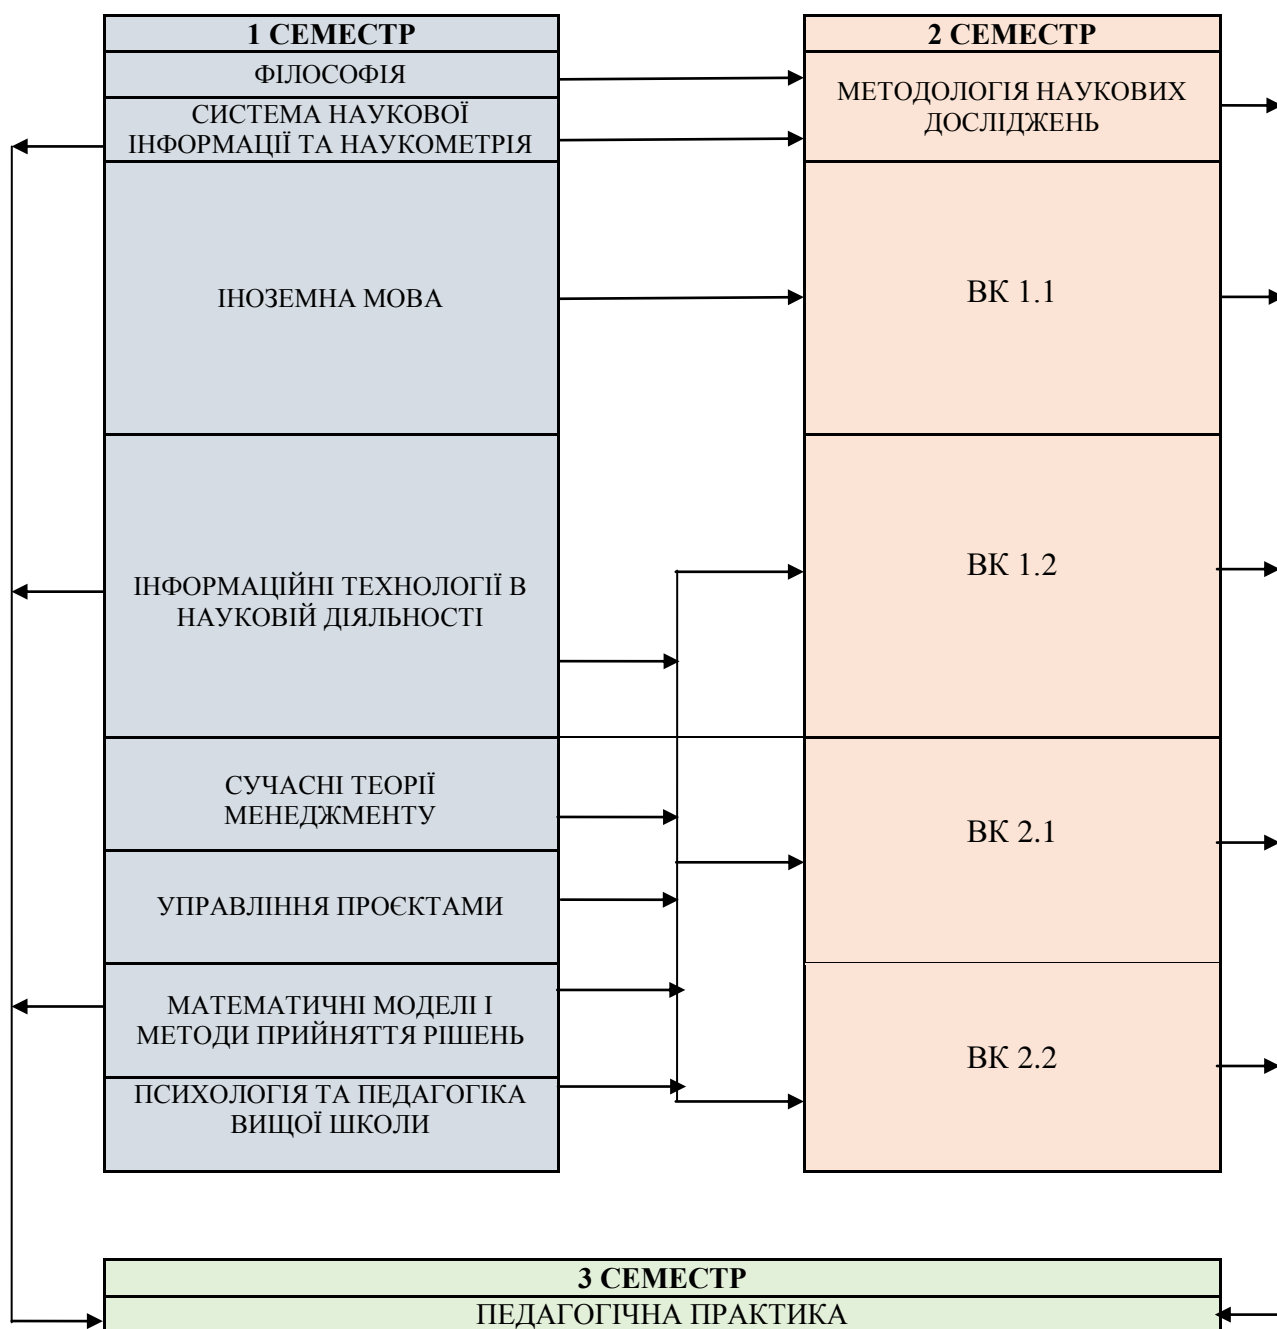 1 СЕМЕСТР
ФІЛОСОФІЯ
СИСТЕМА НАУКОВОЇ
ІНФОРМАЦІЇ ТА НАУКОМЕТРІЯ
ІНОЗЕМНА МОВА
ІНФОРМАЦІЙНІ ТЕХНОЛОГІЇ В
НАУКОВІЙ ДІЯЛЬНОСТІ
СУЧАСНІ ТЕОРІЇ
МЕНЕДЖМЕНТУ
УПРАВЛІННЯ ПРОЄКТАМИ
МАТЕМАТИЧНІ МОДЕЛІ І
МЕТОДИ ПРИЙНЯТТЯ РІШЕНЬ
ПСИХОЛОГІЯ ТА ПЕДАГОГІКА
ВИЩОЇ ШКОЛИ
2 СЕМЕСТР
МЕТОДОЛОГІЯ НАУКОВИХ
ДОСЛІДЖЕНЬ
ВК 1.1
ВК 1.2
ВК 2.1
ВК 2.2
3 СЕМЕСТР
ПЕДАГОГІЧНА ПРАКТИКА